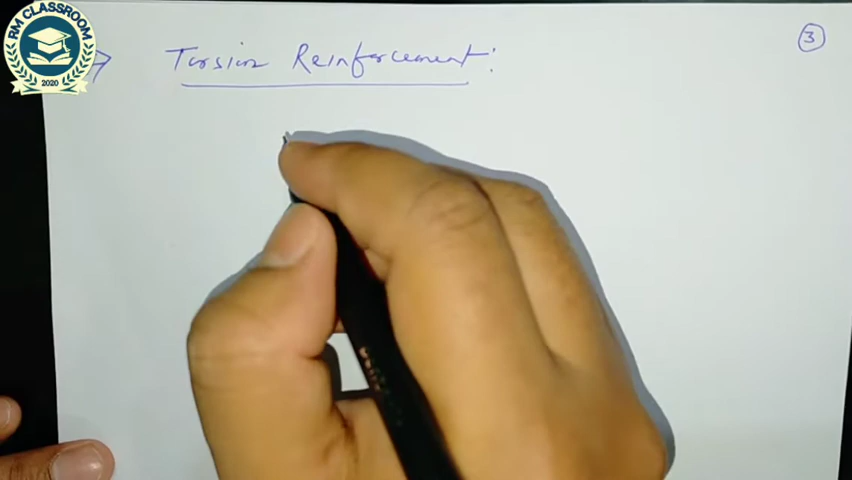 RM CLASSROOM
2020
→ Torsion Reinforcement:
3